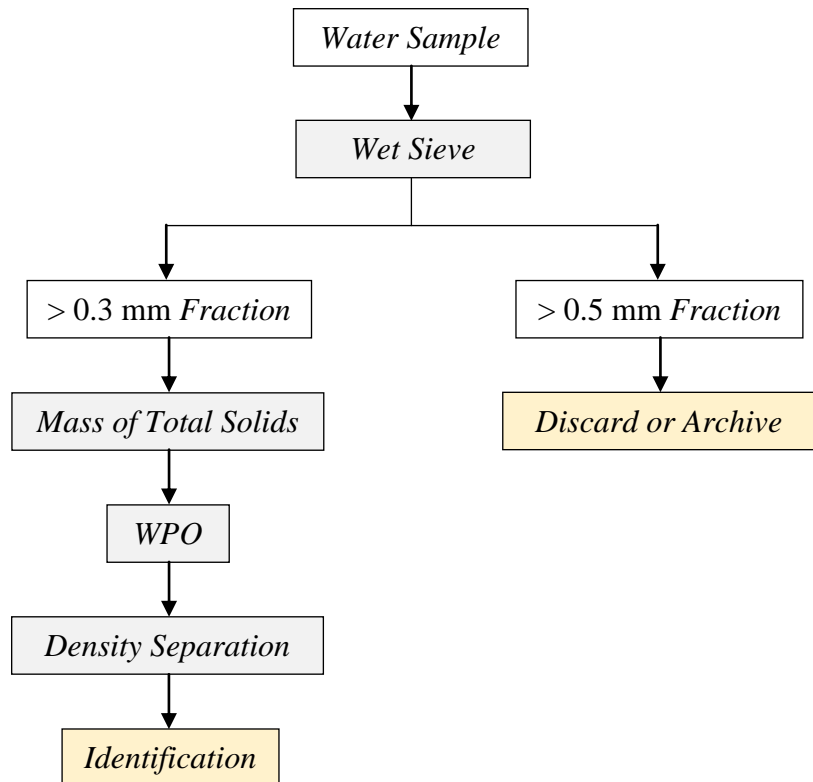 Water Sample
Wet Sieve
> 0.3 mm Fraction
> 0.5 mm Fraction
Mass of Total Solids
Discard or Archive
WPO
Density Separation
Identification